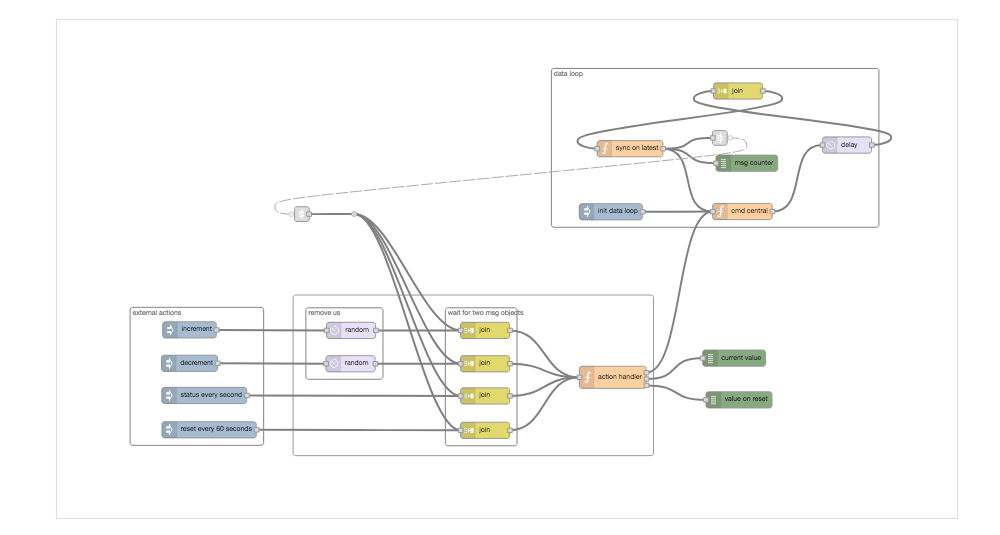 data loop
join
sync on latest
delay
msg counter
init data loop
cmd central
external actions
remove us
wait for two msg objects
increment
random
join
decrement
random
join
current value
action handler
status every second
join
value on reset
reset every 60 seconds
join